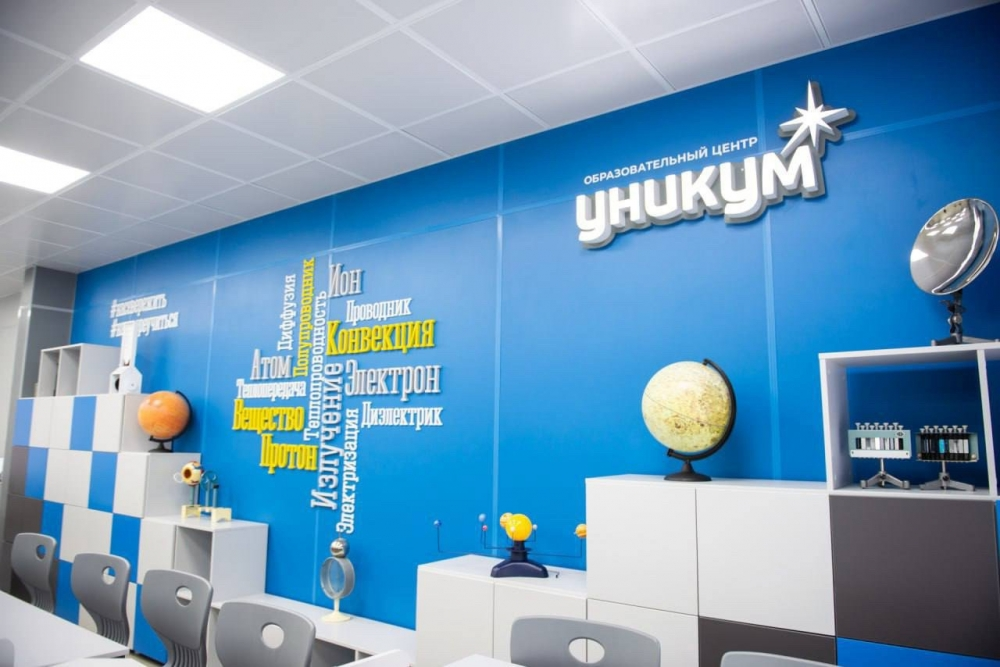 ОБРАЗОВАТЕЛЬНЫЙ ЦЕНТР
УНИКУМ
Ион
Проводник
Конвекция
Электрон
Диэлектрик
Диффузия
Полупроводник
Теплопроводность
Излучение
Электризация
Атом
Теплопередача
Вещество
Протон